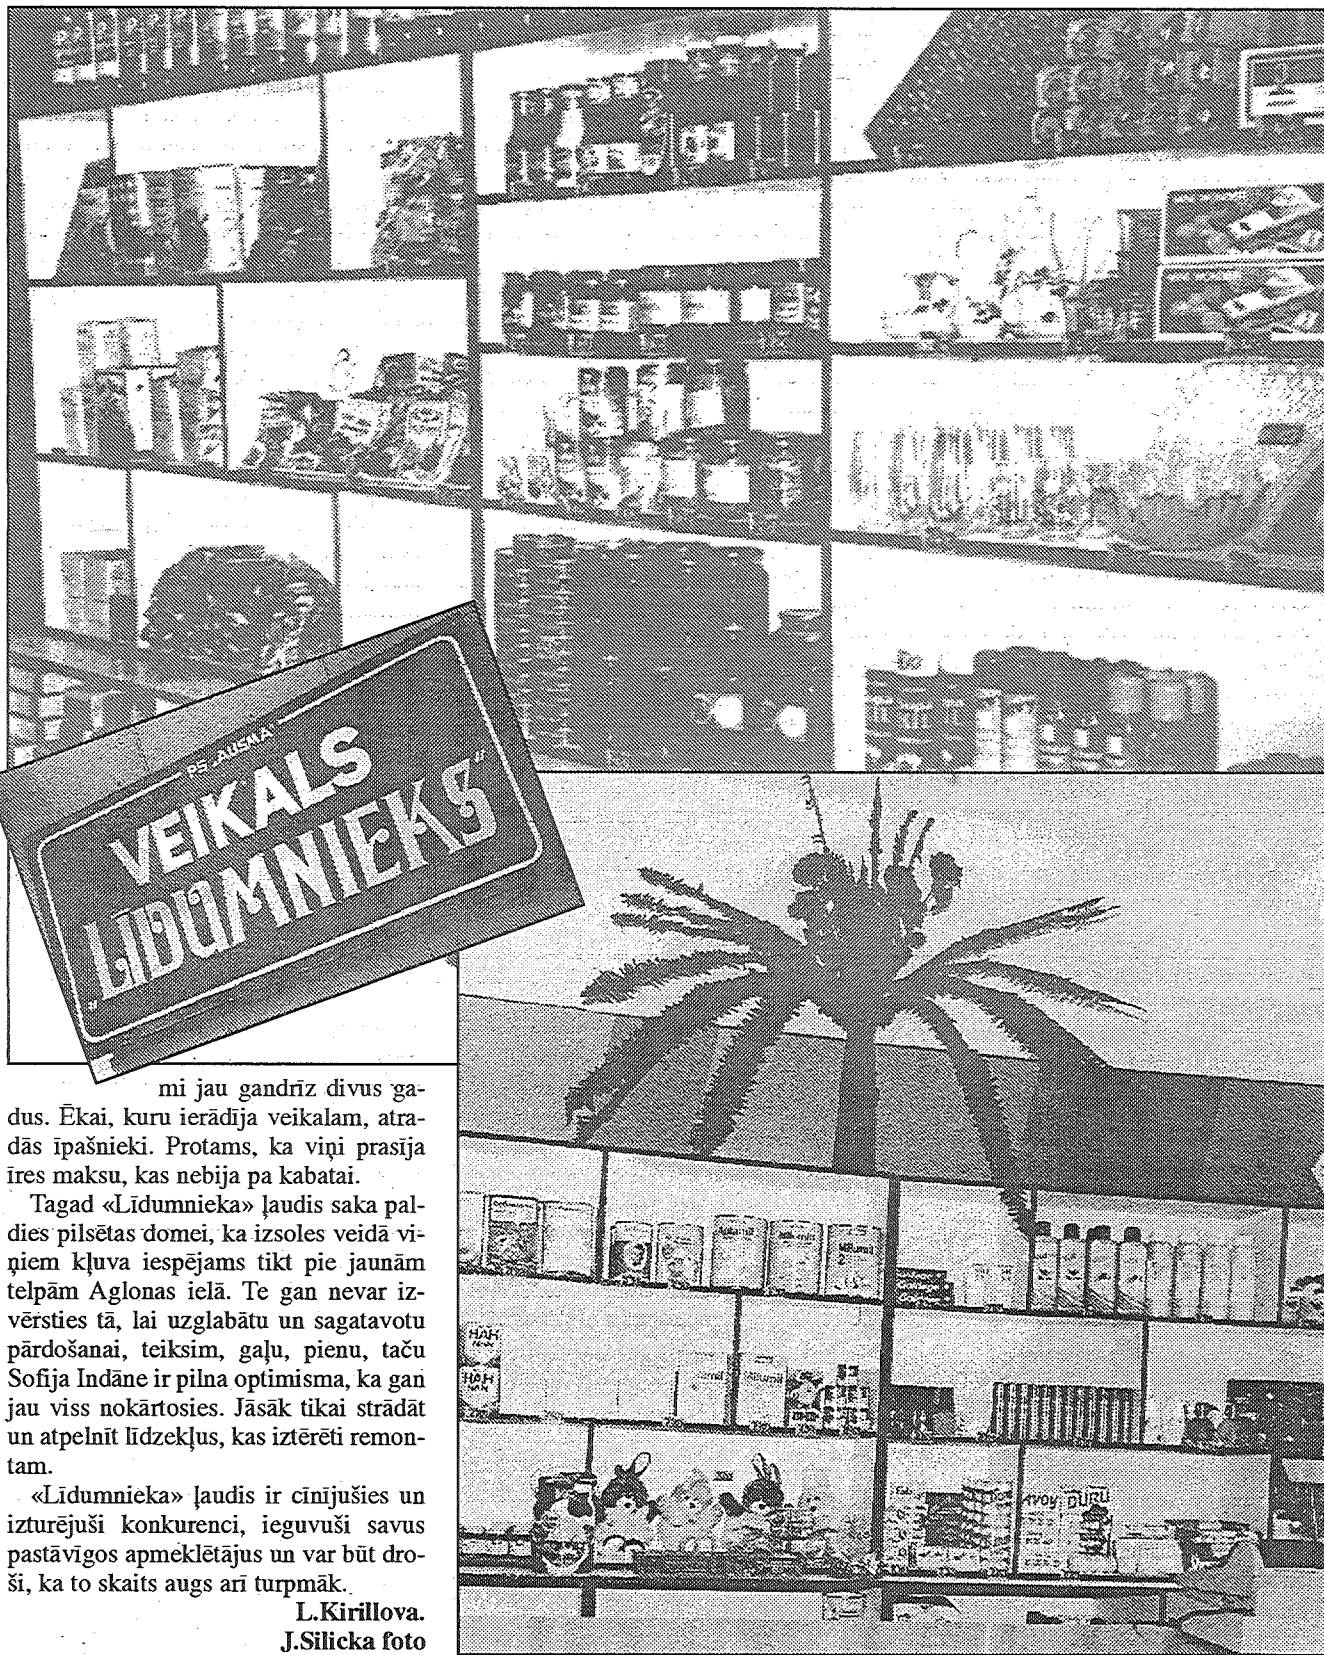 PS „AUSMA”
VEIKALS
„LĪDUMNIEKS”
mi jau gandrīz divus ga-
dus. Ēkai, kuru ierādīja veikalam, atra-
dās īpašnieki. Protams, ka viņi prasīja
īres maksu, kas nebija pa kabatai.
Tagad «Līdumnieka» ļaudis saka pal-
dies pilsētas domei, ka izsoles veidā vi-
ņiem kļuva iespējams tikt pie jaunām
telpām Aglonas ielā. Te gan nevar iz-
vērsties tā, lai uzglabātu un sagatavotu
pārdošanai, teiksim, gaļu, pienu, taču
Sofija Indāne ir pilna optimisma, ka gan
jau viss nokārtosies. Jāsāk tikai strādāt
un atpelnīt līdzekļus, kas iztērēti remon-
tam.
«Līdumnieka» ļaudis ir cīnījušies un
izturējuši konkurenci, ieguvuši savus
pastāvīgos apmeklētājus un var būt dro-
ši, ka to skaits augs arī turpmāk.
L.Kirillova.
J.Silicka foto
Milumil
HAH
HAH
Milumil
DURU